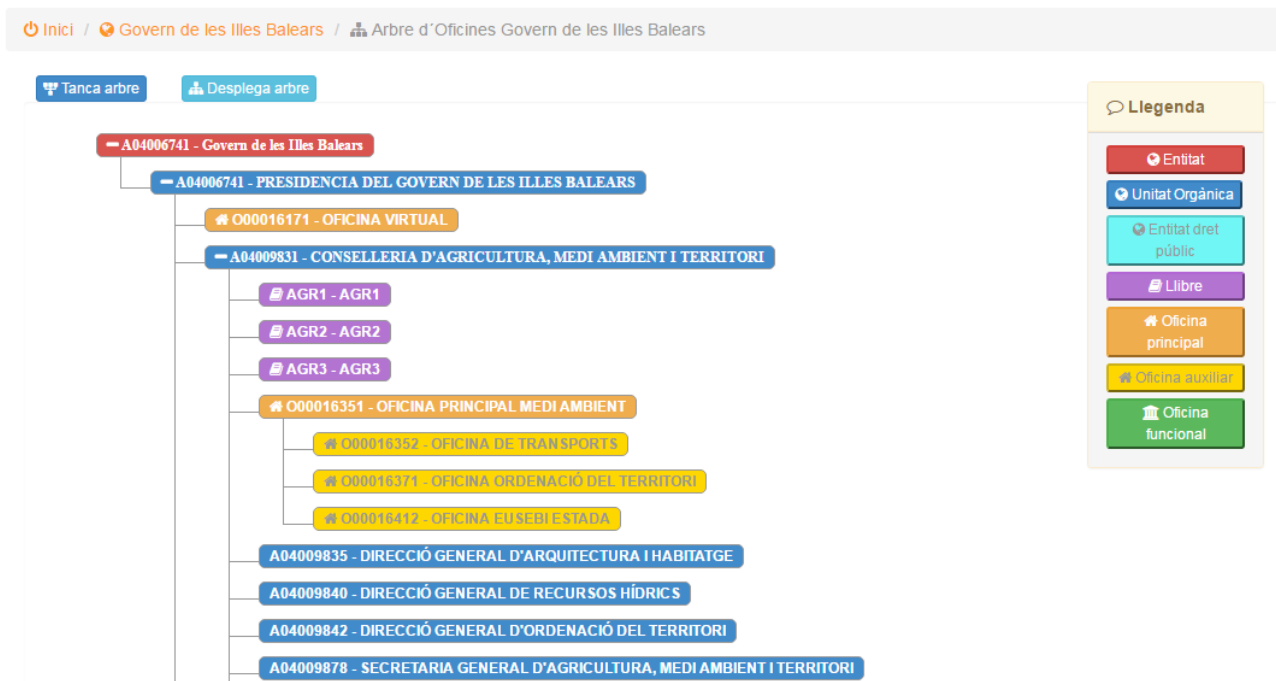 Inici / Govern de les Illes Balears / Arbre d´Oficines Govern de les Illes Balears
Tanca arbre
Desplega arbre
Llegenda
A04006741 - Govern de les Illes Balears
Entitat
A04006741 - PRESIDENCIA DEL GOVERN DE LES ILLES BALEARS
Unitat Orgànica
O00016171 - OFICINA VIRTUAL
Entitat dret
públic
A04009831 - CONSELLERIA D'AGRICULTURA, MEDI AMBIENT I TERRITORI
AGR1 - AGR1
Llibre
AGR2 - AGR2
Oficina
principal
AGR3 - AGR3
Oficina auxiliar
O00016351 - OFICINA PRINCIPAL MEDI AMBIENT
Oficina
funcional
O00016352 - OFICINA DE TRANSPORTS
O00016371 - OFICINA ORDENACIÓ DEL TERRITORI
O00016412 - OFICINA EUSEBI ESTADA
A04009835 - DIRECCIÓ GENERAL D'ARQUITECTURA I HABITATGE
A04009840 - DIRECCIÓ GENERAL DE RECURSOS HÍDRICS
A04009842 - DIRECCIÓ GENERAL D'ORDENACIÓ DEL TERRITORI
A04009878 - SECRETARIA GENERAL D'AGRICULTURA, MEDI AMBIENT I TERRITORI